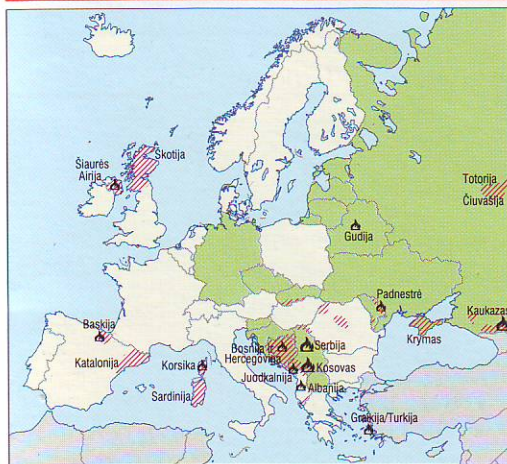 Totorija
Čiuvašija
Škotija
Šiaurės
Airija
Gudija
Padnestrė
Kaukazas
Krymas
Baskija
Katalonija
Korsika
Sardinija
Bosnija ir
Hercegovina
Serbija
Kosovas
Juodkalnija
Albanija
Graikija/Turkija